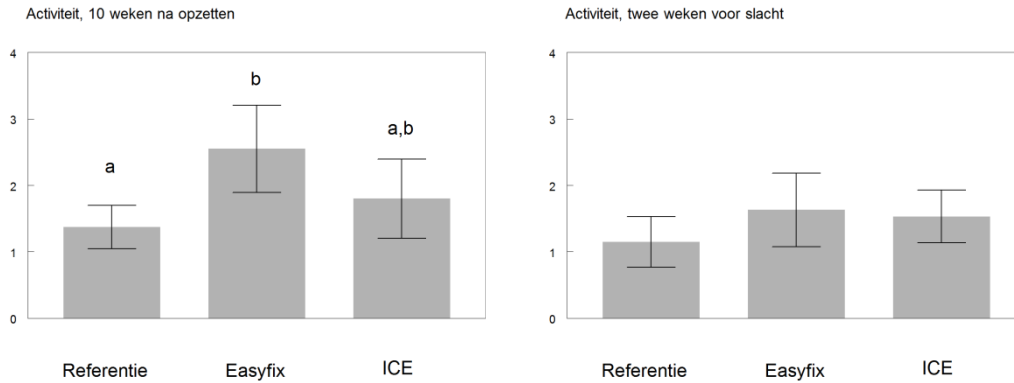 Activiteit, 10 weken na opzetten
4
3
2
1
0
a
b
a,b
Referentie
Easyfix
ICE
Activiteit, twee weken voor slacht
4
3
2
1
0
Referentie
Easyfix
ICE